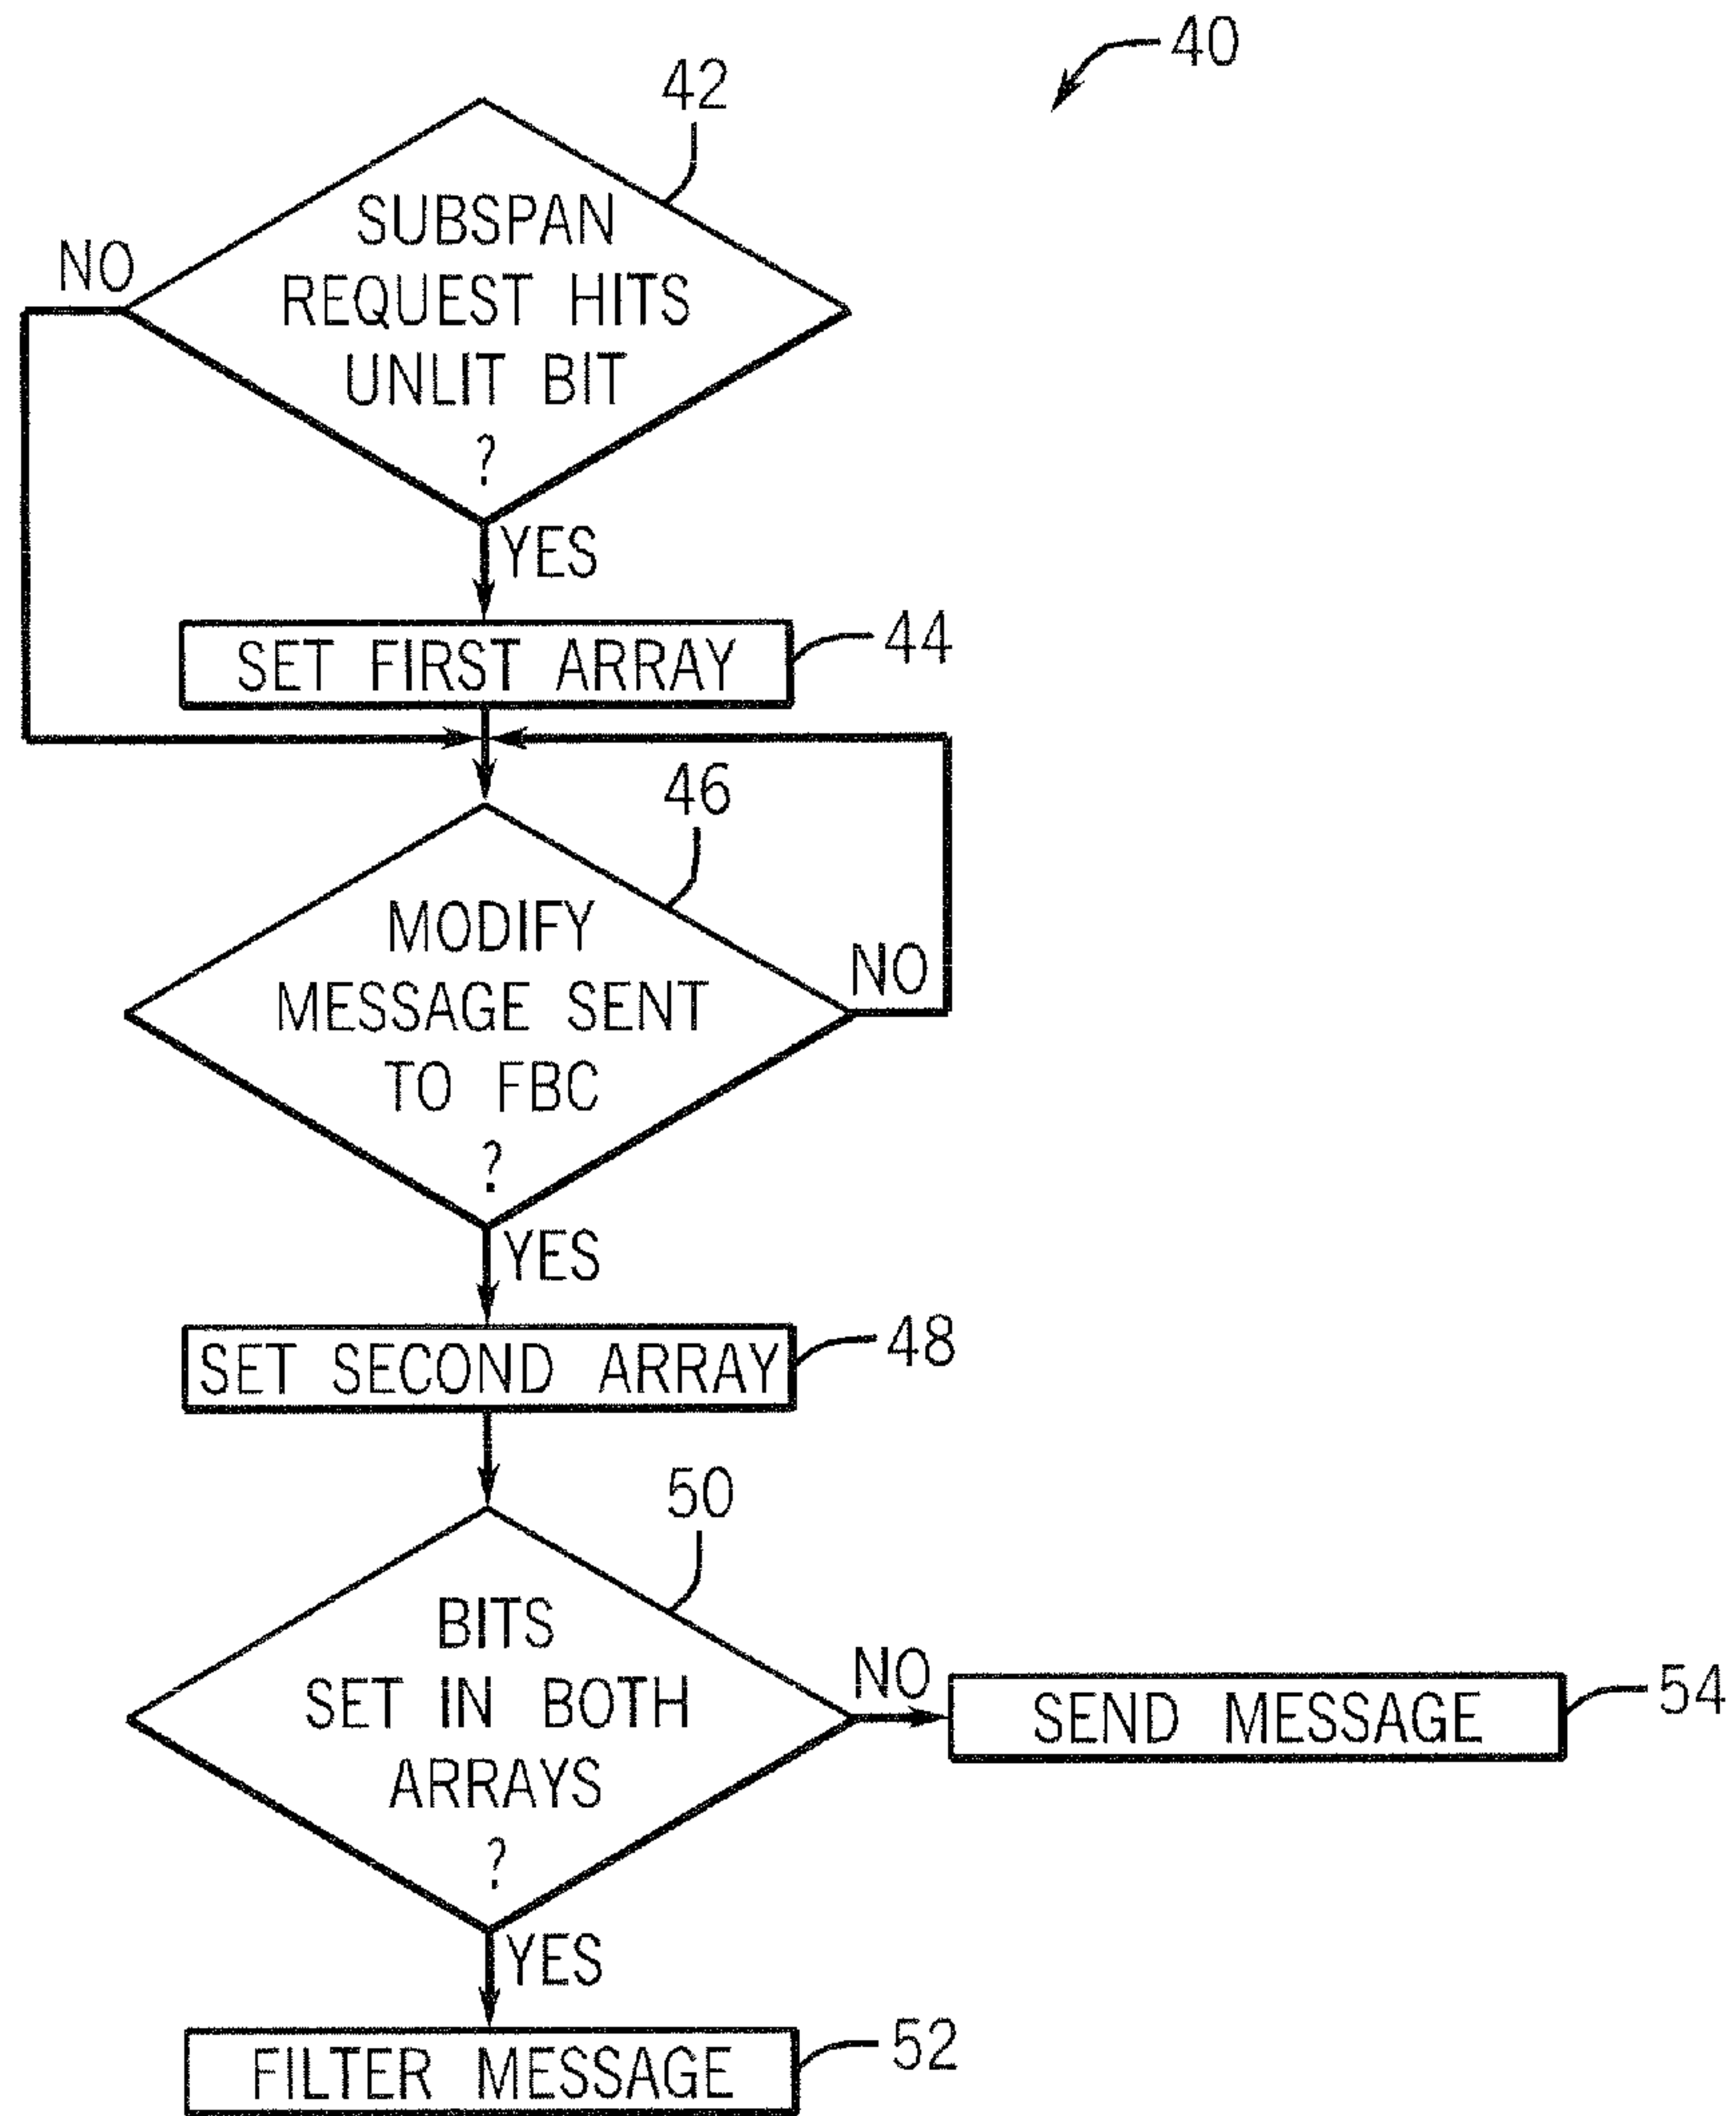 40
42
SUBSPAN
REQUEST HITS
UNLIT BIT
?
NO
YES
SET FIRST ARRAY
44
46
MODIFY
MESSAGE SENT
TO FBC
?
NO
YES
SET SECOND ARRAY
48
50
BITS
SET IN BOTH
ARRAYS
?
NO
SEND MESSAGE
54
YES
FILTER MESSAGE
52